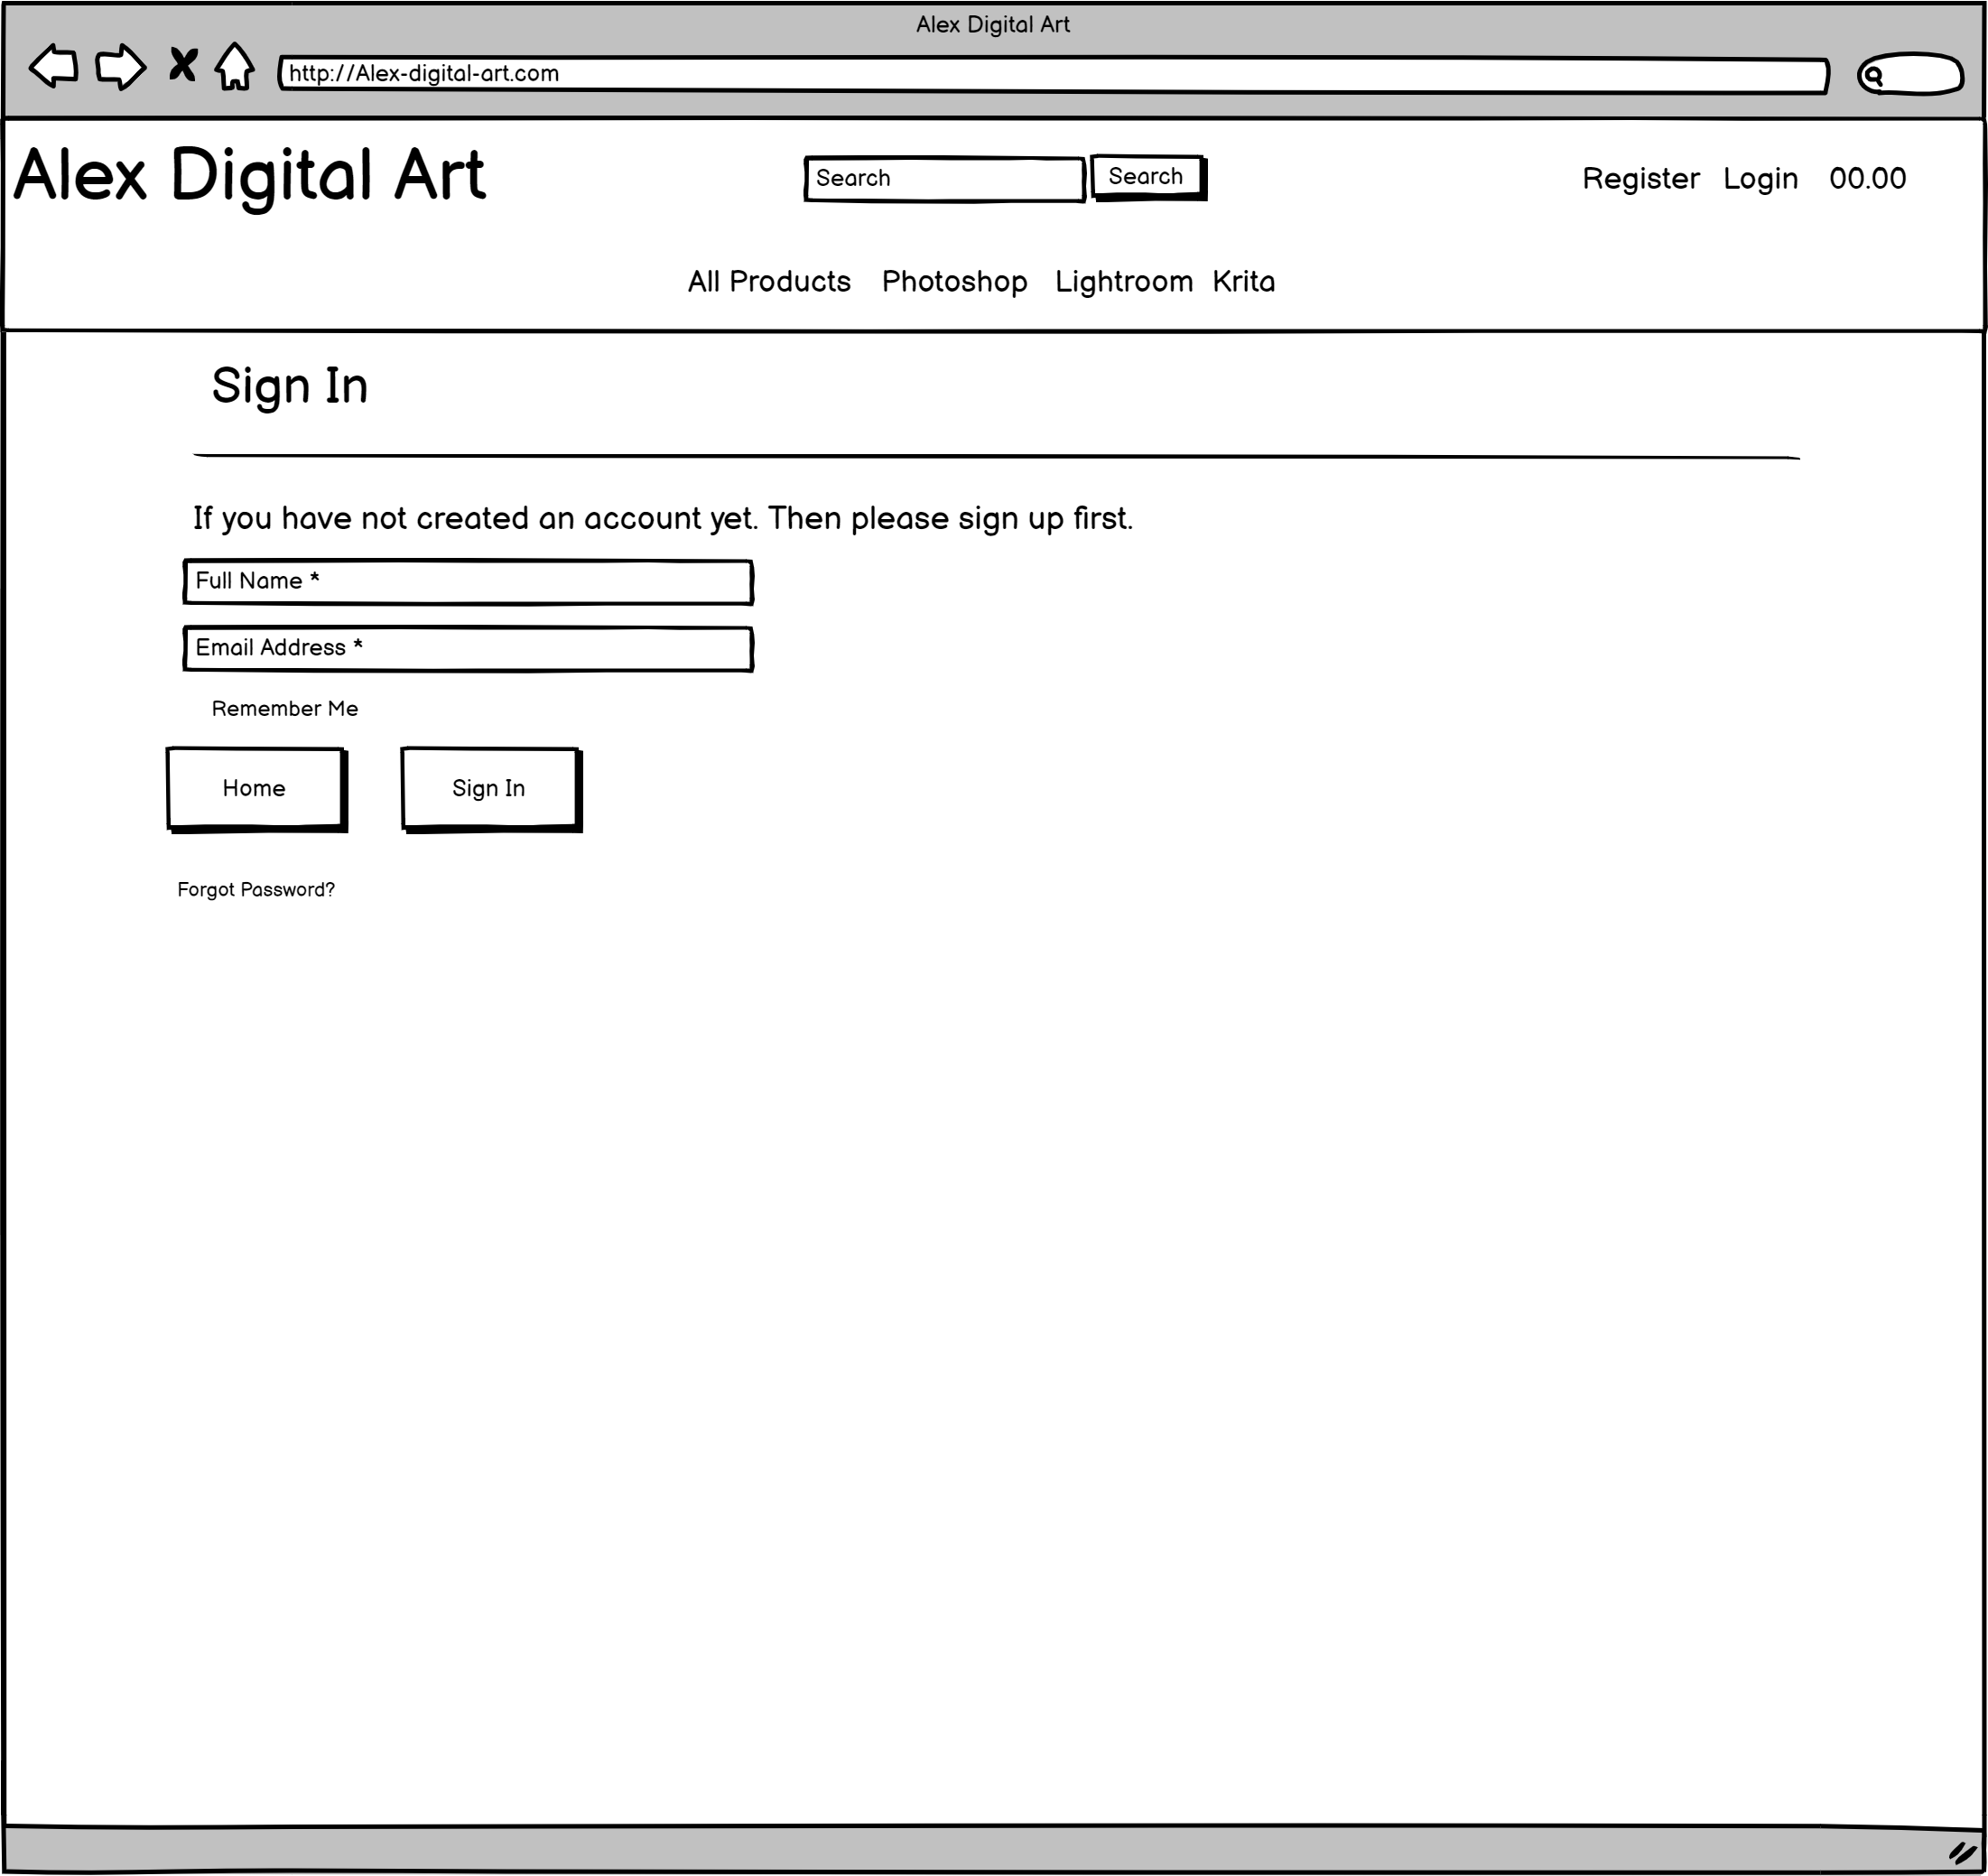 Alex Digital Art
http://Alex-digital-art.com
Alex Digital Art
Search Search
Register Login 00.00
All Products Photoshop Lightroom Krita
Sign In
If you have not created an account yet. Then please sign up first.
Full Name *
Email Address *
Remember Me
Home Sign In
Forgot Password?